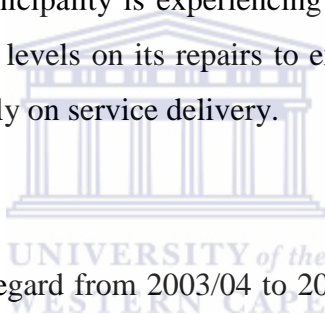 nicipality is experiencing
levels on its repairs to e
ly on service delivery.
UNIVERSITY of the
egard from 2003/04 to 20
WESTERN CAPE